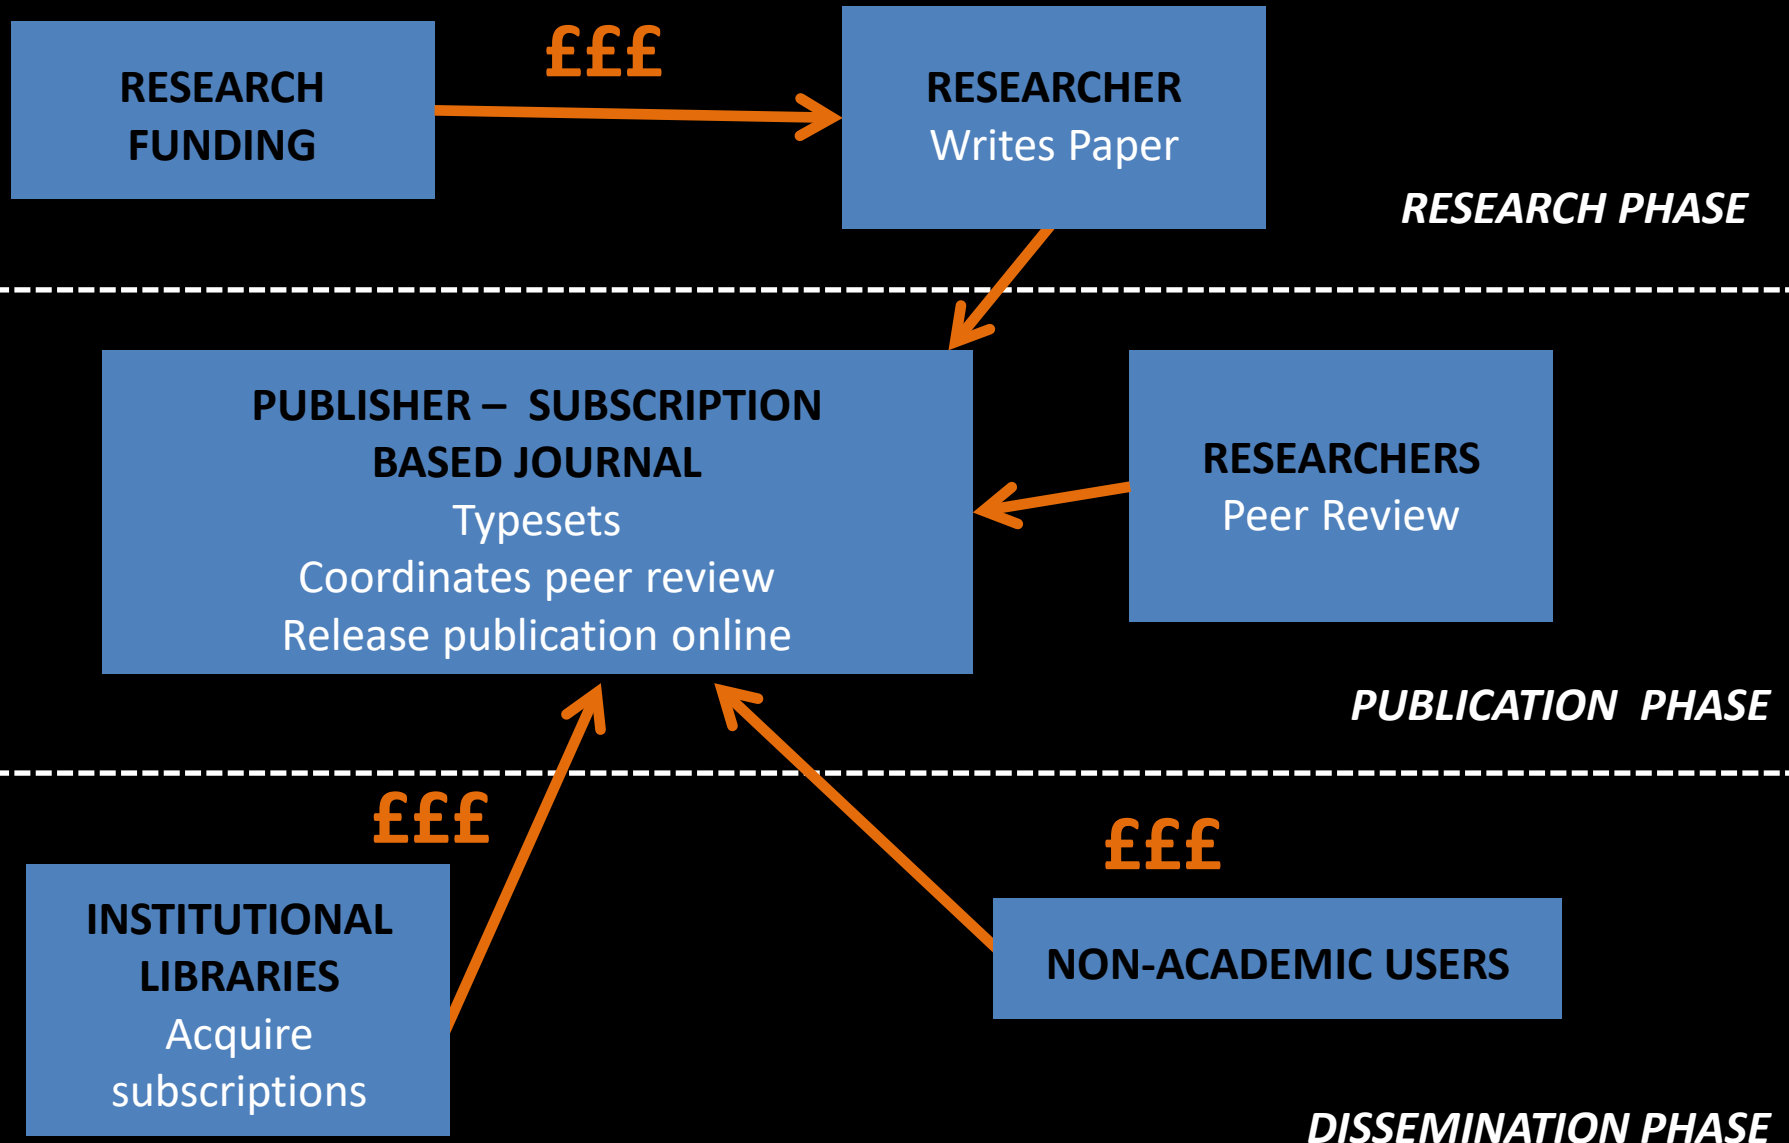 RESEARCH
FUNDING
£££
RESEARCHER
Writes Paper
RESEARCH PHASE
PUBLISHER – SUBSCRIPTION
BASED JOURNAL
Typesets
Coordinates peer review
Release publication online
RESEARCHERS
Peer Review
PUBLICATION PHASE
£££
INSTITUTIONAL
LIBRARIES
Acquire
subscriptions
£££
NON-ACADEMIC USERS
DISSEMINATION PHASE